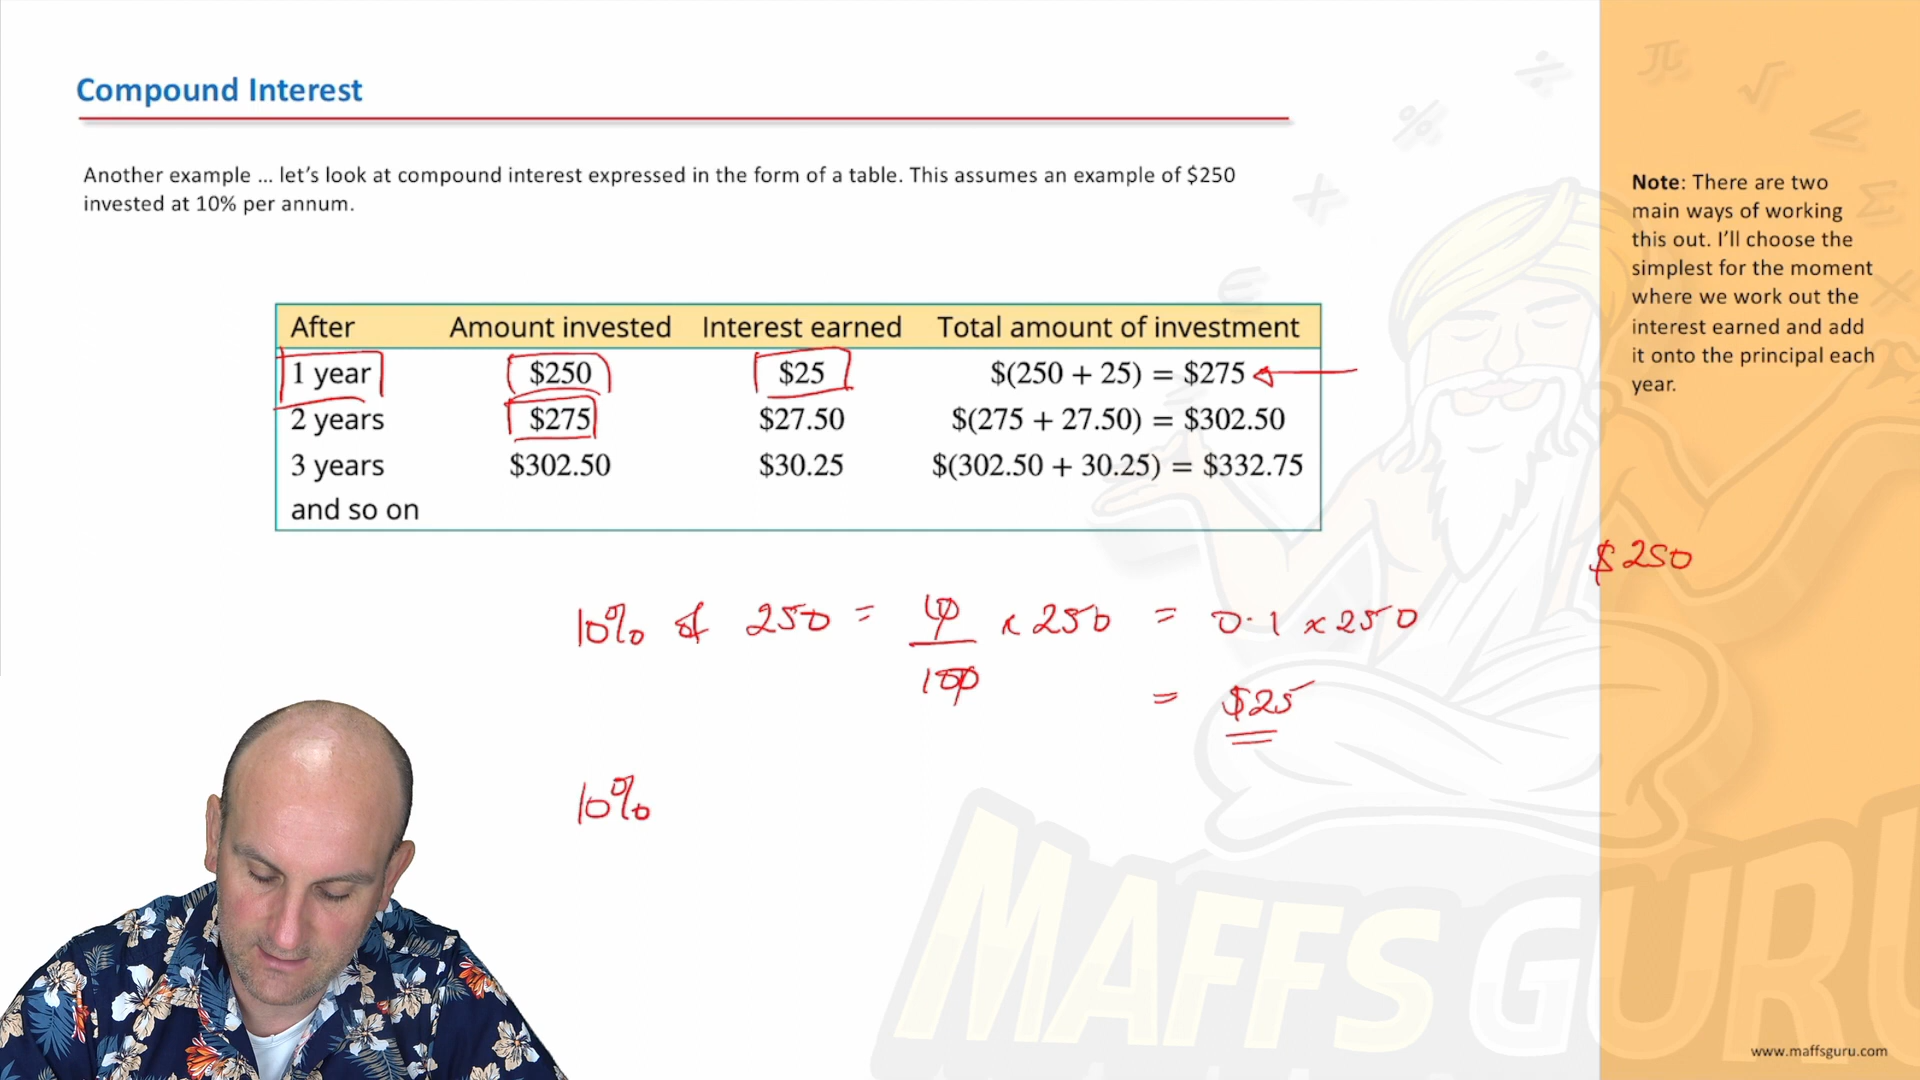 Compound Interest
Another example ... let's look at compound interest expressed in the form of a table. This assumes an example of $250
invested at 10% per annum.
After Amount invested Interest earned Total amount of investment
1 year $250 $25 $(250 + 25) = $275
2 years $275 $27.50 $(275 + 27.50) = $302.50
3 years $302.50 $30.25 $(302.50 + 30.25) = $332.75
and so on
10% of 250 = 10/100 x 250 = 0.1 x 250
= $25
10%
Note: There are two
main ways of working
this out. I'll choose the
simplest for the moment
where we work out the
interest earned and add
it onto the principal each
year.
$250
÷ π √ % ∠ × Σ € ×
MAFFS GURU
www.maffsguru.com